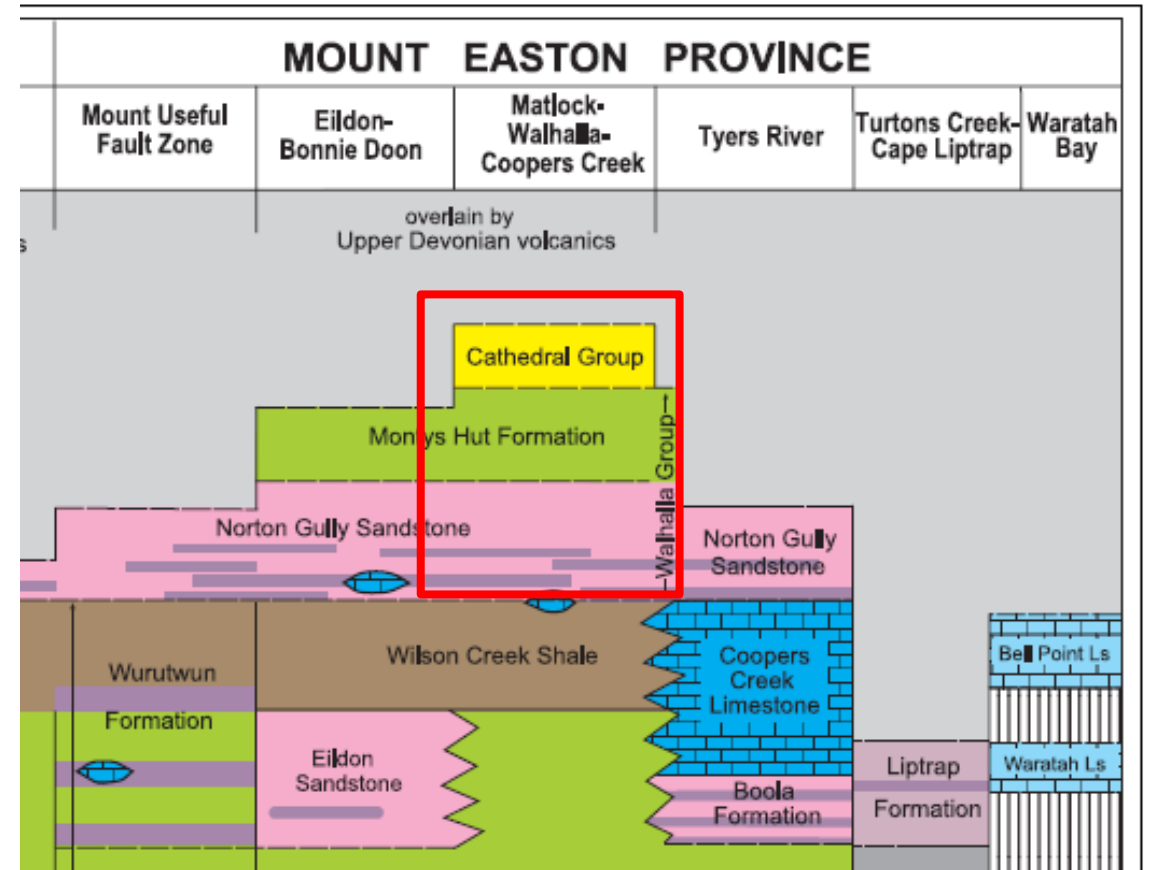 MOUNT EASTON PROVINCE
Mount Useful
Fault Zone
Eildon-
Bonnie Doon
Matlock-
Walhalla-
Coopers Creek
Tyers River
Turtons Creek-
Cape Liptrap
Waratah
Bay
s
overlain by
Upper Devonian volcanics
Cathedral Group
Montys Hut Formation
Walhalla Group
Norton Gully Sandstone
Norton Gully
Sandstone
Wurutwun
Formation
Wilson Creek Shale
Coopers
Creek
Limestone
Bell Point Ls
Eildon
Sandstone
Boola
Formation
Liptrap
Formation
Waratah Ls